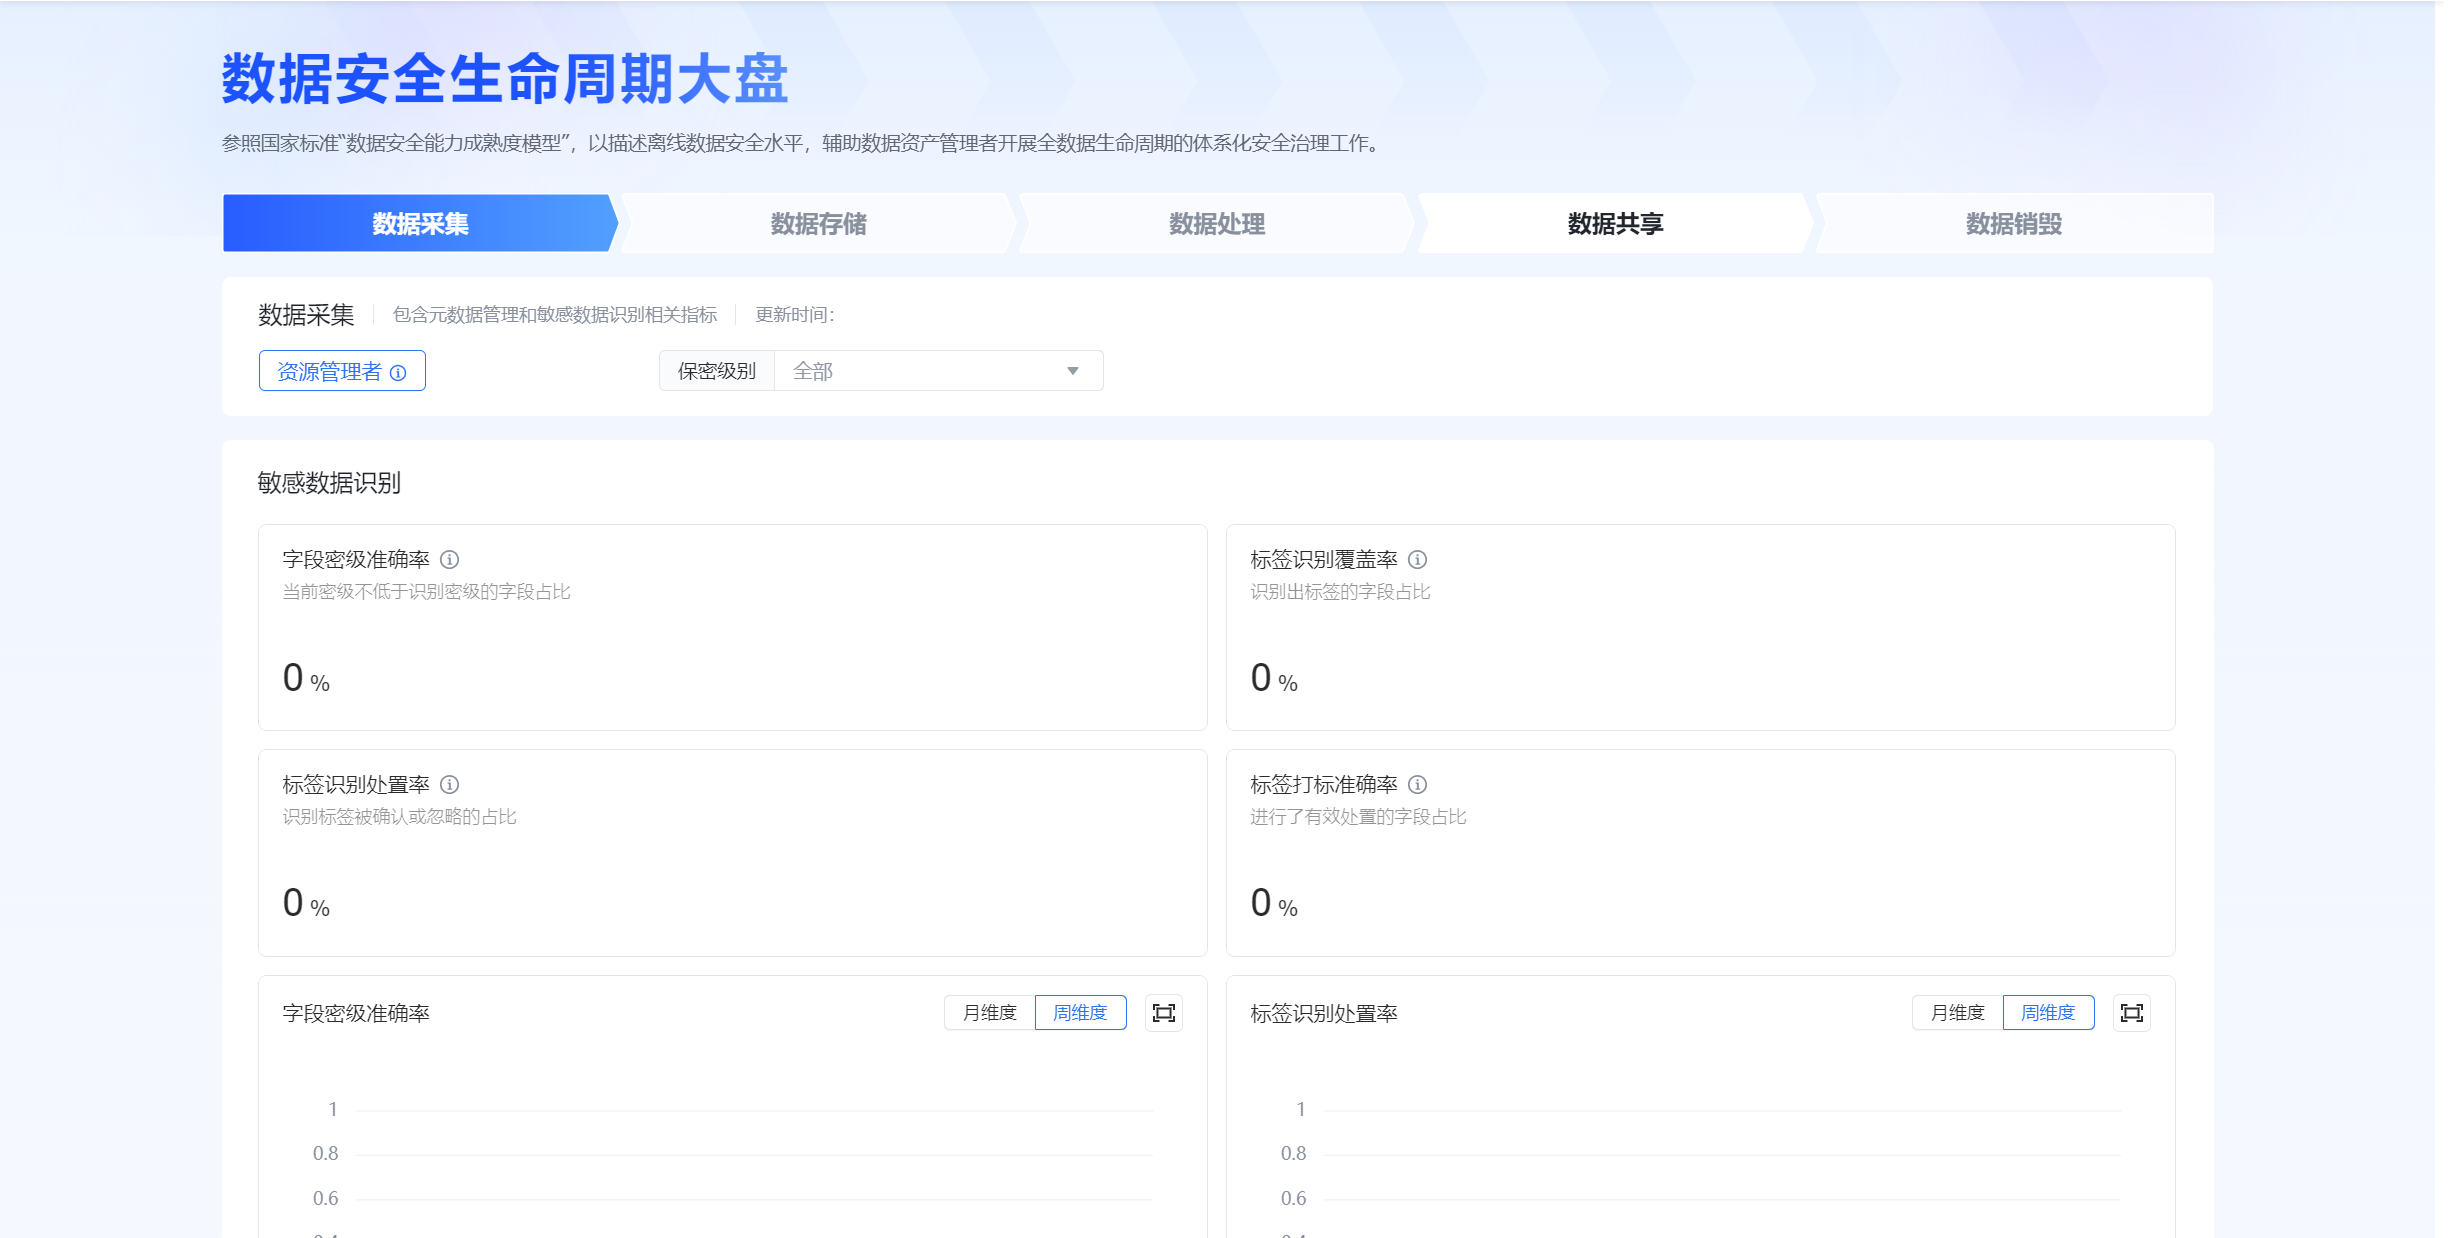 数据安全生命周期大盘
参照国家标准“数据安全能力成熟度模型”，以描述离线数据安全水平，辅助数据资产管理者开展全数据生命周期的体系化安全治理工作。
数据采集
数据存储
数据处理
数据共享
数据销毁
数据采集
包含元数据管理和敏感数据识别相关指标
更新时间：
资源管理者
保密级别
全部
敏感数据识别
字段密级准确率
当前密级不低于识别密级的字段占比
0 %
标签识别覆盖率
识别出标签的字段占比
0 %
标签识别处置率
识别标签被确认或忽略的占比
0 %
标签打标准确率
进行了有效处置的字段占比
0 %
字段密级准确率
月维度
周维度
1
0.8
0.6
标签识别处置率
月维度
周维度
1
0.8
0.6